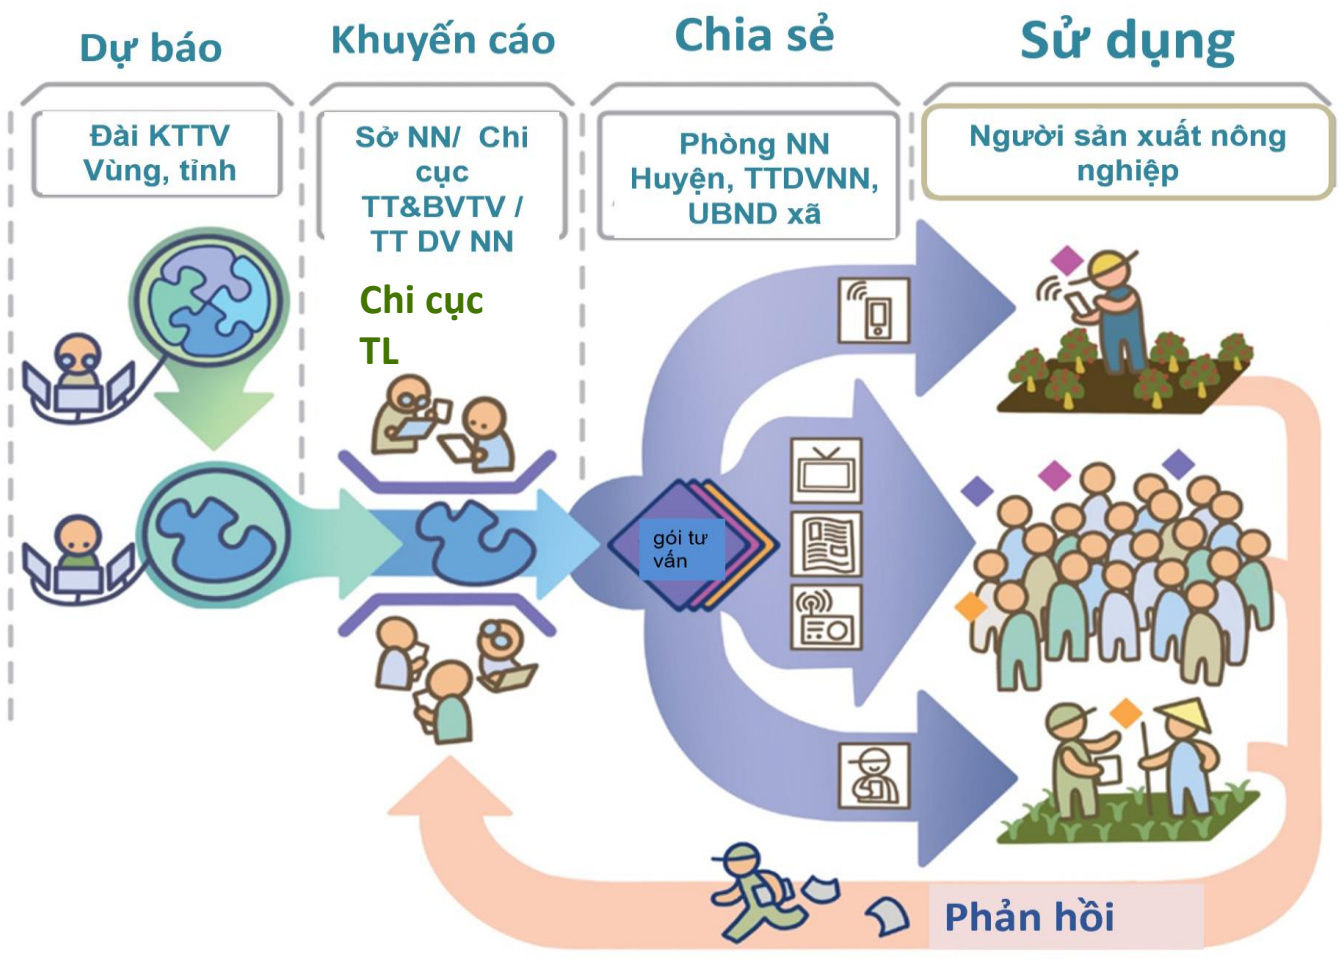 Dự báo
Khuyến cáo
Chia sẻ
Sử dụng
Đài KTTV
Vùng, tỉnh
Sở NN/ Chi
cục
TT&BVTV /
TT DV NN
Phòng NN
Huyện, TTDVNN,
UBND xã
Người sản xuất nông
nghiệp
Chi cục
TL
gói tư
vấn
Phản hồi